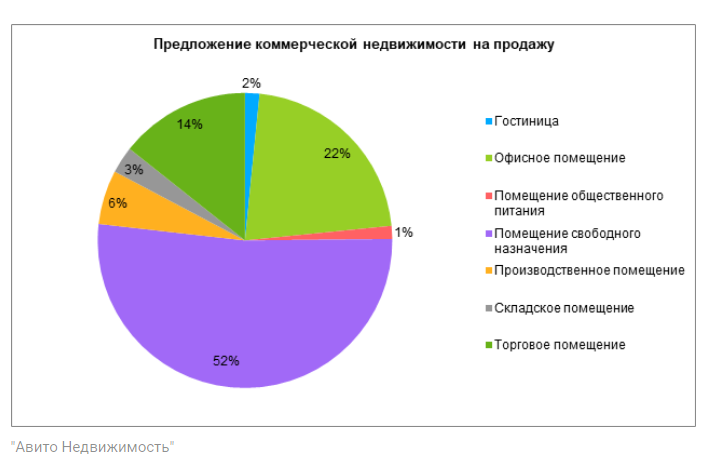 Предложение коммерческой недвижимости на продажу
2%
14%
22%
3%
6%
1%
52%
Гостиница
Офисное помещение
Помещение общественного
питания
Помещение свободного
назначения
Производственное помещение
Складское помещение
Торговое помещение
"Авито Недвижимость"